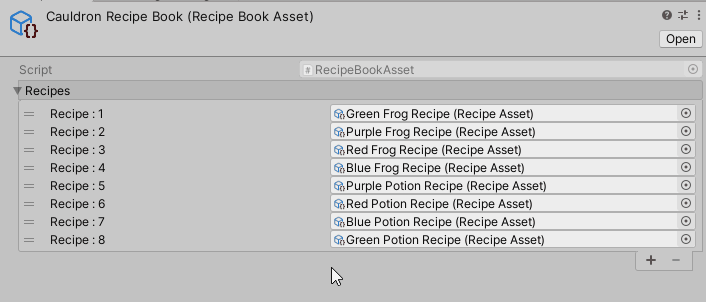 Cauldron Recipe Book (Recipe Book Asset)
Open
Script # RecipeBookAsset
Recipes
Recipe : 1 Green Frog Recipe (Recipe Asset)
Recipe : 2 Purple Frog Recipe (Recipe Asset)
Recipe : 3 Red Frog Recipe (Recipe Asset)
Recipe : 4 Blue Frog Recipe (Recipe Asset)
Recipe : 5 Purple Potion Recipe (Recipe Asset)
Recipe : 6 Red Potion Recipe (Recipe Asset)
Recipe : 7 Blue Potion Recipe (Recipe Asset)
Recipe : 8 Green Potion Recipe (Recipe Asset)